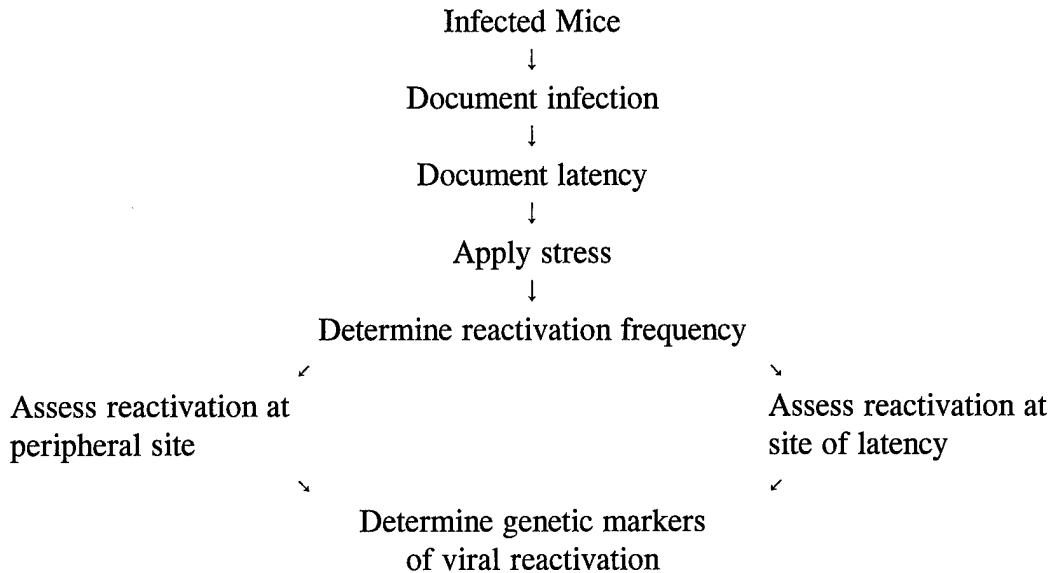 Infected Mice
↓
Document infection
↓
Document latency
↓
Apply stress
↓
Determine reactivation frequency
↙ ↘
Assess reactivation at
peripheral site
Assess reactivation at
site of latency
↘ ↙
Determine genetic markers
of viral reactivation